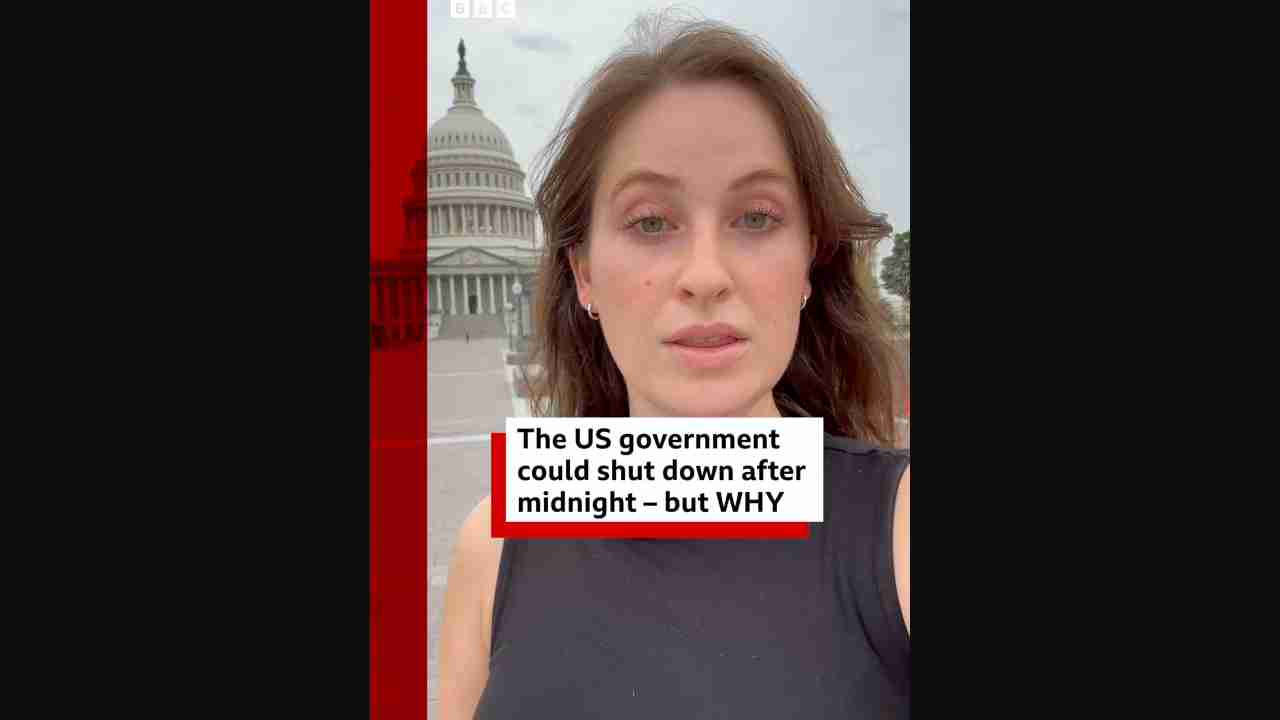 BBC
The US government
could shut down after
midnight – but WHY